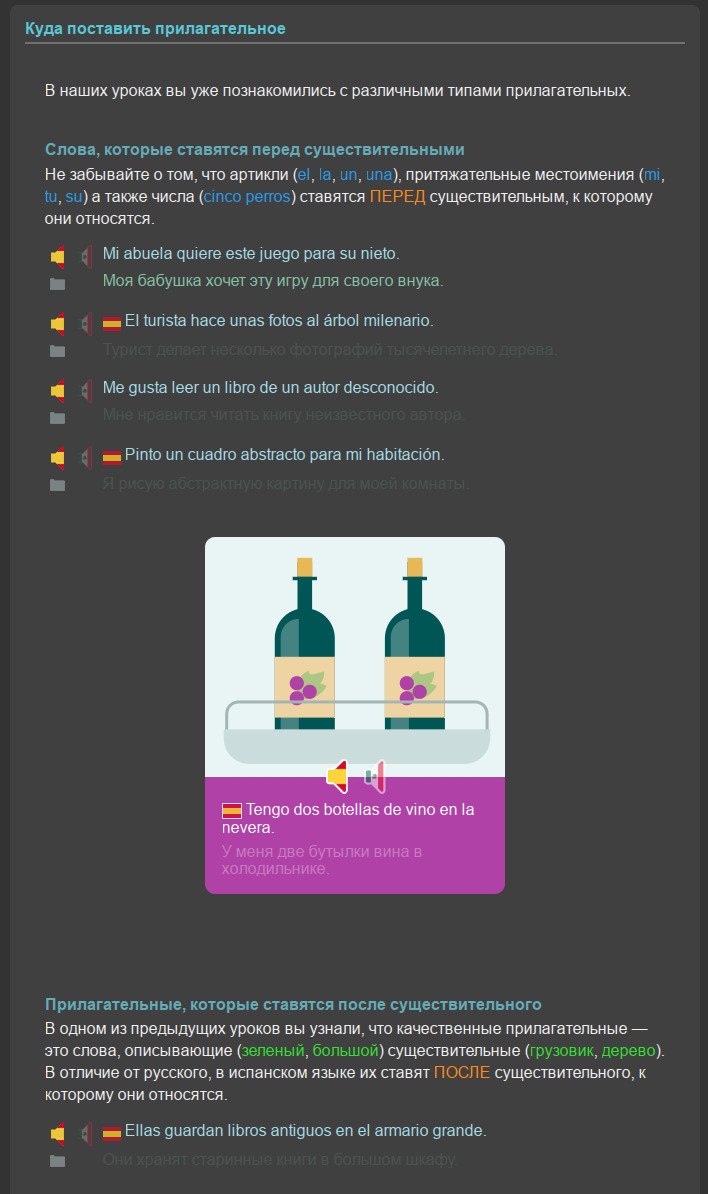 Куда поставить прилагательное
В наших уроках вы уже познакомились с различными типами прилагательных.
Слова, которые ставятся перед существительными
Не забывайте о том, что артикли (el, la, un, una), притяжательные местоимения (mi,
tu, su) а также числа (cinco perros) ставятся ПЕРЕД существительным, к которому
они относятся.
Mi abuela quiere este juego para su nieto.
Моя бабушка хочет эту игру для своего внука.
El turista hace unas fotos al árbol milenario.
Турист делает несколько фотографий тысячелетнего дерева.
Me gusta leer un libro de un autor desconocido.
Мне нравится читать книгу неизвестного автора.
Pinto un cuadro abstracto para mi habitación.
Я рисую абстрактную картину для моей комнаты.
Tengo dos botellas de vino en la
nevera.
У меня две бутылки вина в
холодильнике.
Прилагательные, которые ставятся после существительного
В одном из предыдущих уроков вы узнали, что качественные прилагательные —
это слова, описывающие (зеленый, большой) существительные (грузовик, дерево).
В отличие от русского, в испанском языке их ставят ПОСЛЕ существительного, к
которому они относятся.
Ellas guardan libros antiguos en el armario grande.
Они хранят старинные книги в большом шкафу.